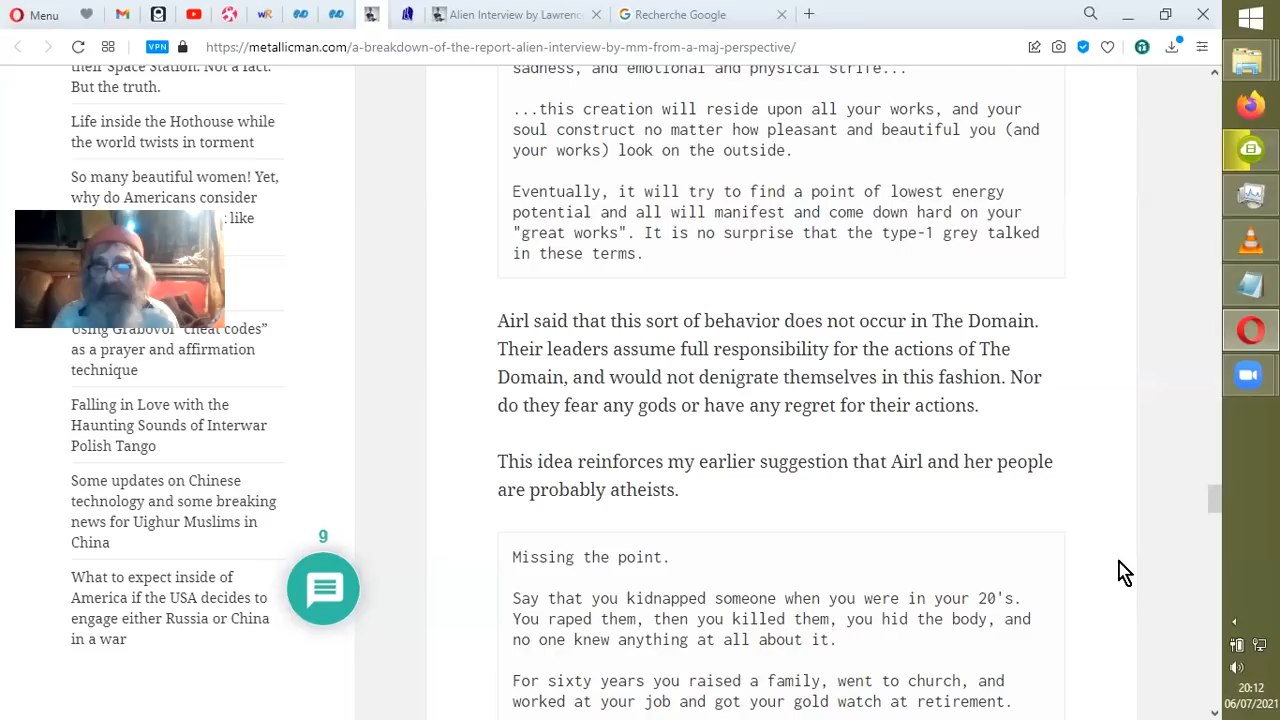 Menu
Alien Interview by Lawrenc
Recherche Google
VPN
https://metallicman.com/a-breakdown-of-the-report-alien-interview-by-mm-from-a-maj-perspective/
their Space Station. Not a fact.
But the truth.
Life inside the Hothouse while
the world twists in torment
So many beautiful women! Yet,
why do Americans consider
like
Using Grabovoi "cheat codes"
as a prayer and affirmation
technique
Falling in Love with the
Haunting Sounds of Interwar
Polish Tango
Some updates on Chinese
technology and some breaking
news for Uighur Muslims in
China
What to expect inside of
America if the USA decides to
engage either Russia or China
in a war
9
sadness, and emotional and physical strife...
...this creation will reside upon all your works, and your
soul construct no matter how pleasant and beautiful you (and
your works) look on the outside.
Eventually, it will try to find a point of lowest energy
potential and all will manifest and come down hard on your
"great works". It is no surprise that the type-1 grey talked
in these terms.
Airl said that this sort of behavior does not occur in The Domain.
Their leaders assume full responsibility for the actions of The
Domain, and would not denigrate themselves in this fashion. Nor
do they fear any gods or have any regret for their actions.
This idea reinforces my earlier suggestion that Airl and her people
are probably atheists.
Missing the point.
Say that you kidnapped someone when you were in your 20's.
You raped them, then you killed them, you hid the body, and
no one knew anything at all about it.
For sixty years you raised a family, went to church, and
worked at your job and got your gold watch at retirement.
20:12
06/07/2021